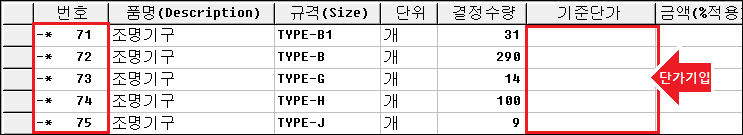 번호 품명(Description) 규격(Size) 단위 결정수량 기준단가 금액(%적용
-* 71 조명기구 TYPE-B1 개 31
-* 72 조명기구 TYPE-B 개 290
-* 73 조명기구 TYPE-G 개 14
단가기입
-* 74 조명기구 TYPE-H 개 100
-* 75 조명기구 TYPE-J 개 9